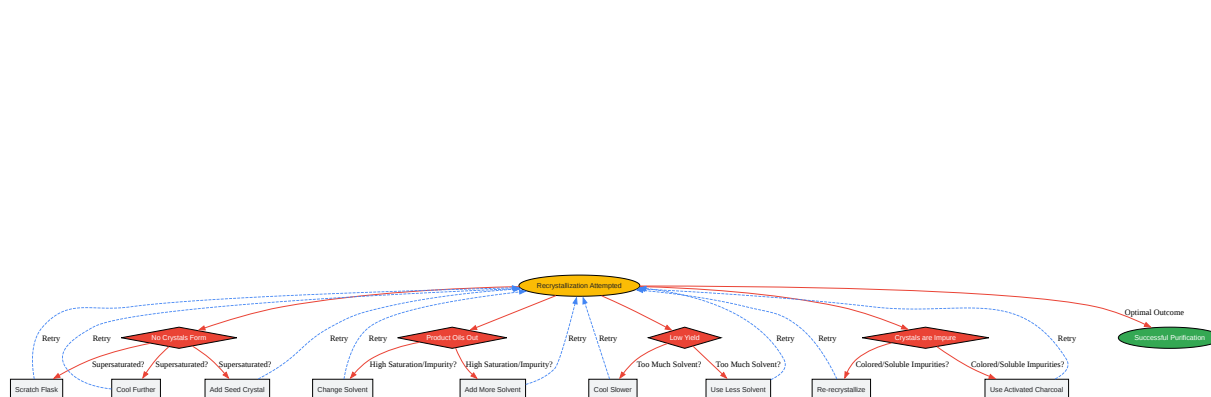 Recrystallization Attempted
Optimal Outcome
Retry
Retry
No Crystals Form
Retry
Retry
Product Oils Out
Retry
Retry
Low Yield
Retry
Retry
Crystals are Impure
Retry
Successful Purification
Supersaturated?
Supersaturated?
Supersaturated?
High Saturation/Impurity?
High Saturation/Impurity?
Too Much Solvent?
Too Much Solvent?
Colored/Soluble Impurities?
Colored/Soluble Impurities?
Scratch Flask
Cool Further
Add Seed Crystal
Change Solvent
Add More Solvent
Cool Slower
Use Less Solvent
Re-recrystallize
Use Activated Charcoal